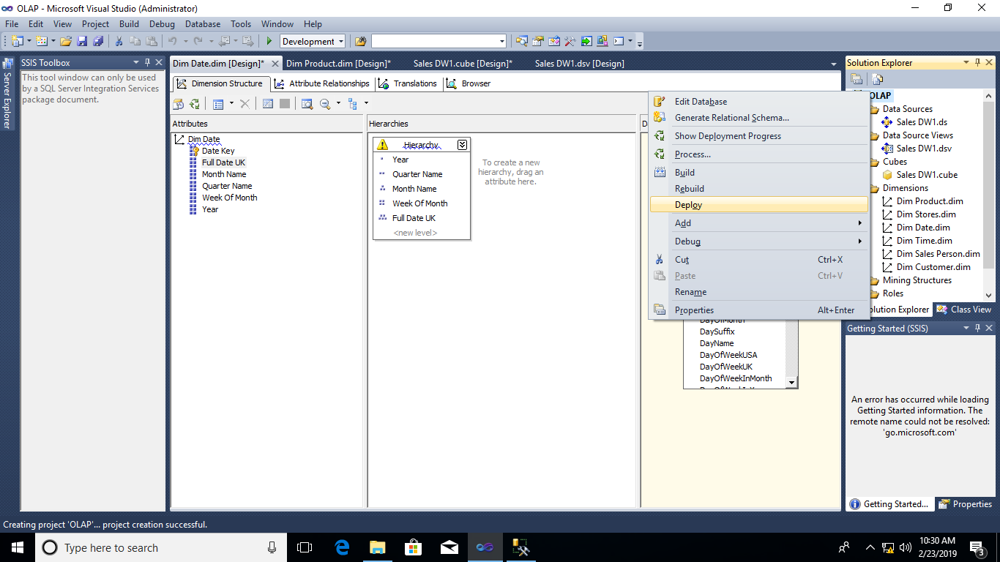 OLAP - Microsoft Visual Studio (Administrator)
File Edit View Project Build Debug Database Tools Window Help
Development
SSIS Toolbox
Dim Date.dim [Design]* Dim Product.dim [Design]* Sales DW1.cube [Design]* Sales DW1.dsv [Design]
Solution Explorer
Server Explorer
This tool window can only be used
by a SQL Server Integration Services
package document.
Dimension Structure Attribute Relationships Translations Browser
Attributes
Dim Date
Date Key
Full Date UK
Month Name
Quarter Name
Week Of Month
Year
Hierarchies
Hierarchy
Year
Quarter Name
Month Name
Week Of Month
Full Date UK
<new level>
To create a new
hierarchy, drag an
attribute here.
Edit Database
Generate Relational Schema...
Show Deployment Progress
Process...
Build
Rebuild
Deploy
Add
Debug
Cut Ctrl+X
Paste Ctrl+V
Rename
Properties Alt+Enter
DayOfMonth
DaySuffix
DayName
DayOfWeekUSA
DayOfWeekUK
DayOfWeekInMonth
OLAP
Data Sources
Sales DW1.ds
Data Source Views
Sales DW1.dsv
Cubes
Sales DW1.cube
Dimensions
Dim Product.dim
Dim Stores.dim
Dim Date.dim
Dim Time.dim
Dim Sales Person.dim
Dim Customer.dim
Mining Structures
Roles
olution Explorer Class View
Getting Started (SSIS)
An error has occurred while loading
Getting Started information. The
remote name could not be resolved:
'go.microsoft.com'
Getting Started... Properties
Creating project 'OLAP'... project creation successful.
Type here to search
10:30 AM
2/23/2019
3